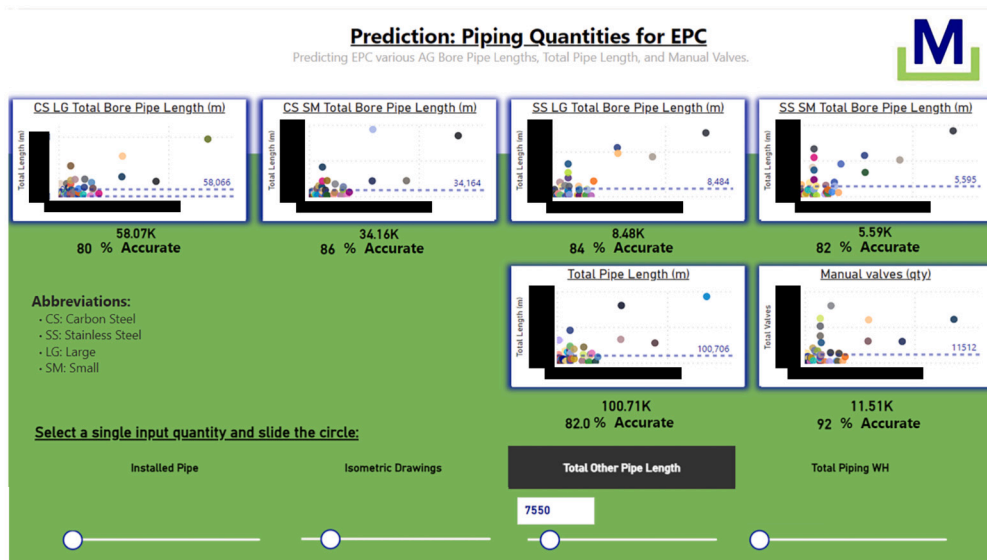 Prediction: Piping Quantities for EPC
Predicting EPC various AG Bore Pipe Lengths, Total Pipe Length, and Manual Valves.
M
CS LG Total Bore Pipe Length (m)
Total Length (m)
58,066
58.07K
80 % Accurate
CS SM Total Bore Pipe Length (m)
34,164
34.16K
86 % Accurate
SS LG Total Bore Pipe Length (m)
Total Length (m)
8,484
8.48K
84 % Accurate
SS SM Total Bore Pipe Length (m)
Total Length (m)
5,595
5.59K
82 % Accurate
Abbreviations:
• CS: Carbon Steel
• SS: Stainless Steel
• LG: Large
• SM: Small
Total Pipe Length (m)
Total Length (m)
100,706
100.71K
82.0 % Accurate
Manual valves (qty)
Total Valves
11512
11.51K
92 % Accurate
Select a single input quantity and slide the circle:
Installed Pipe
Isometric Drawings
Total Other Pipe Length
Total Piping WH
7550